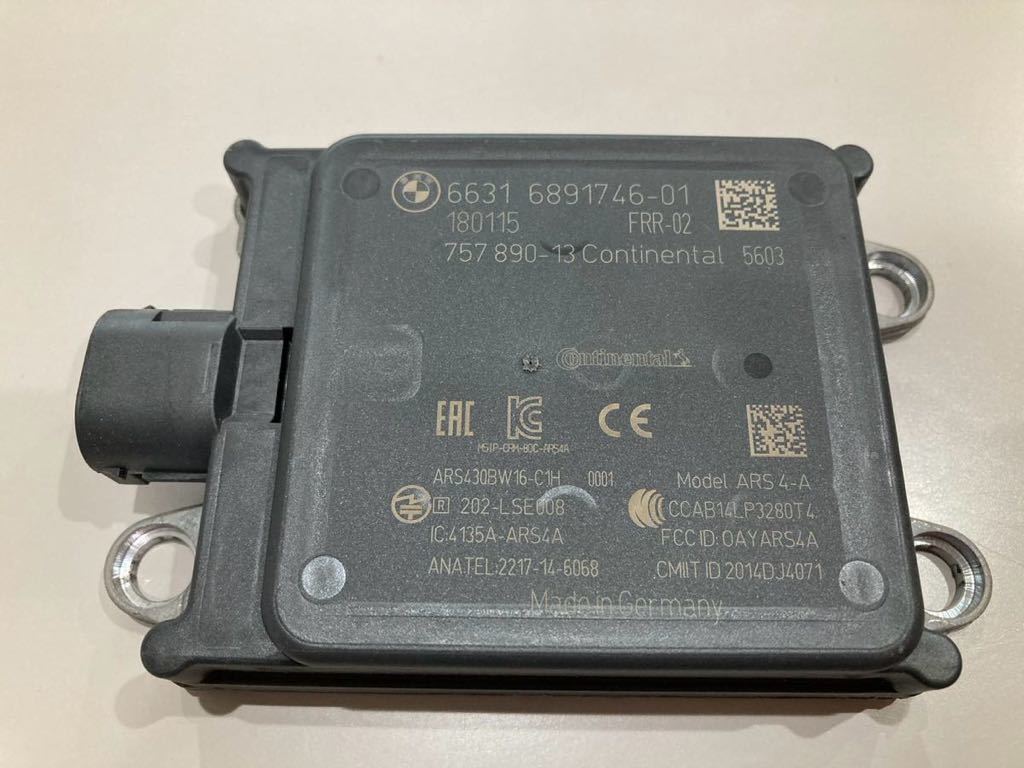 BMW
6631 6891746-01
180115 FRR-02
757 890-13 Continental 5603
Continental
EAC KC CE
MSIP-CRM-BOC-ARS4A
ARS430BW16-C1H 0001 Model ARS 4-A
R 202-LSE008 CCAB14LP3280T4
IC:4135A-ARS4A FCC ID: OAYARS4A
ANATEL:2217-14-6068 CMIIT ID 2014DJ4071
Made in Germany